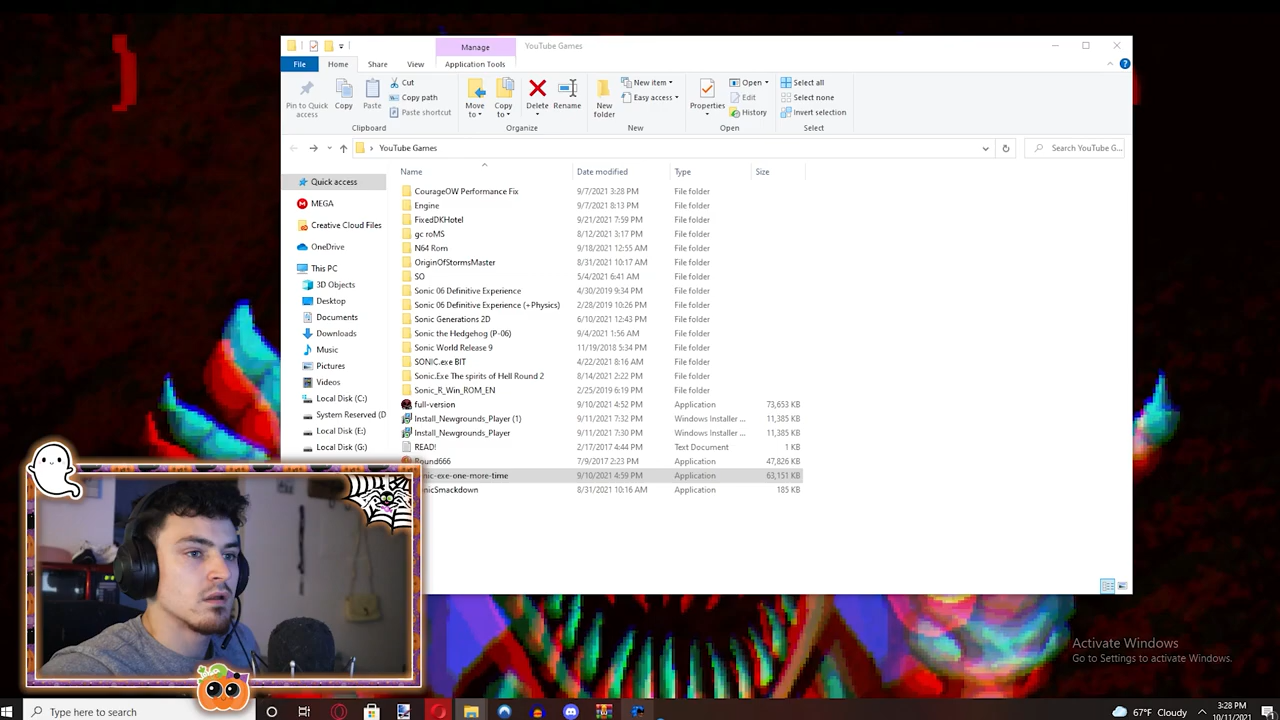 Manage YouTube Games
File Home Share View Application Tools
Pin to Quick access
Copy
Paste
Cut
Copy path
Paste shortcut
Clipboard
Move to
Copy to
Delete
Rename
Organize
New folder
New item
Easy access
New
Properties
Open
Edit
History
Open
Select all
Select none
Invert selection
Select
YouTube Games
Search YouTube G...
Name Date modified Type Size
Quick access
MEGA
Creative Cloud Files
OneDrive
This PC
3D Objects
Desktop
Documents
Downloads
Music
Pictures
Videos
Local Disk (C:)
System Reserved (D
Local Disk (E:)
Local Disk (G:)
CourageOW Performance Fix 9/7/2021 3:28 PM File folder
Engine 9/7/2021 8:13 PM File folder
FixedDKHotel 9/21/2021 7:59 PM File folder
gc roMS 8/12/2021 3:17 PM File folder
N64 Rom 9/18/2021 12:55 AM File folder
OriginOfStormsMaster 8/31/2021 10:17 AM File folder
SO 5/4/2021 6:41 AM File folder
Sonic 06 Definitive Experience 4/30/2019 9:34 PM File folder
Sonic 06 Definitive Experience (+Physics) 2/28/2019 10:26 PM File folder
Sonic Generations 2D 6/10/2021 12:43 PM File folder
Sonic the Hedgehog (P-06) 9/4/2021 1:56 AM File folder
Sonic World Release 9 11/19/2018 5:34 PM File folder
SONIC.exe BIT 4/22/2021 8:16 AM File folder
Sonic.Exe The spirits of Hell Round 2 8/14/2021 2:22 PM File folder
Sonic_R_Win_ROM_EN 2/25/2019 6:19 PM File folder
full-version 9/10/2021 4:52 PM Application 73,653 KB
Install_Newgrounds_Player (1) 9/11/2021 7:32 PM Windows Installer ... 11,385 KB
Install_Newgrounds_Player 9/11/2021 7:30 PM Windows Installer ... 11,385 KB
READ! 2/17/2017 4:44 PM Text Document 1 KB
Round666 7/9/2017 2:23 PM Application 47,826 KB
nic-exe-one-more-time 9/10/2021 4:59 PM Application 63,151 KB
nicSmackdown 8/31/2021 10:16 AM Application 185 KB
Activate Windows
Go to Settings to activate Windows.
Type here to search
67°F Cloudy
3:28 PM
10/11/2021